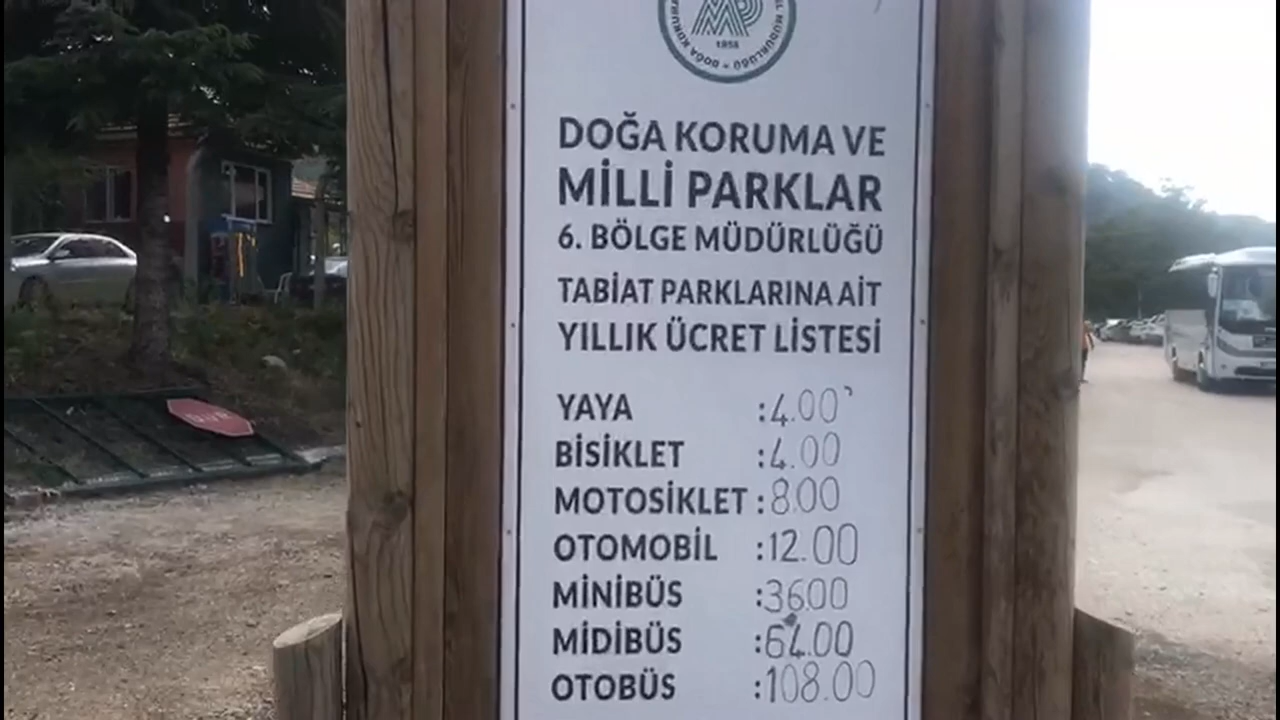 1958
DOĞA KORUMA VE
MİLLİ PARKLAR
6. BÖLGE MÜDÜRLÜĞÜ
TABİAT PARKLARINA AİT
YILLIK ÜCRET LİSTESİ
YAYA :4.00
BİSİKLET :4.00
MOTOSİKLET :8.00
OTOMOBİL :12.00
MİNİBÜS :36.00
MİDİBÜS :64.00
OTOBÜS :108.00
DUR